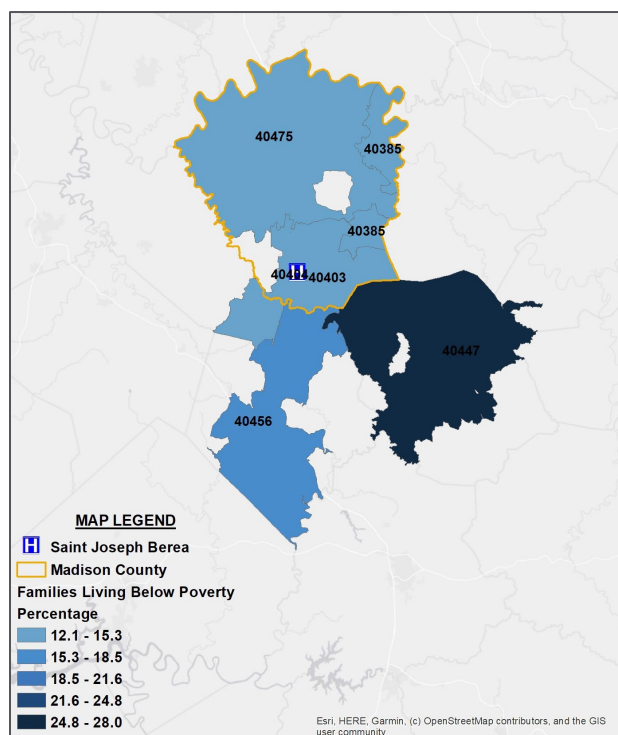 40475
40385
40385
40404
40403
40447
40456
MAP LEGEND
H Saint Joseph Berea
Madison County
Families Living Below Poverty
Percentage
12.1 - 15.3
15.3 - 18.5
18.5 - 21.6
21.6 - 24.8
24.8 - 28.0
Esri, HERE, Garmin, (c) OpenStreetMap contributors, and the GIS
user community